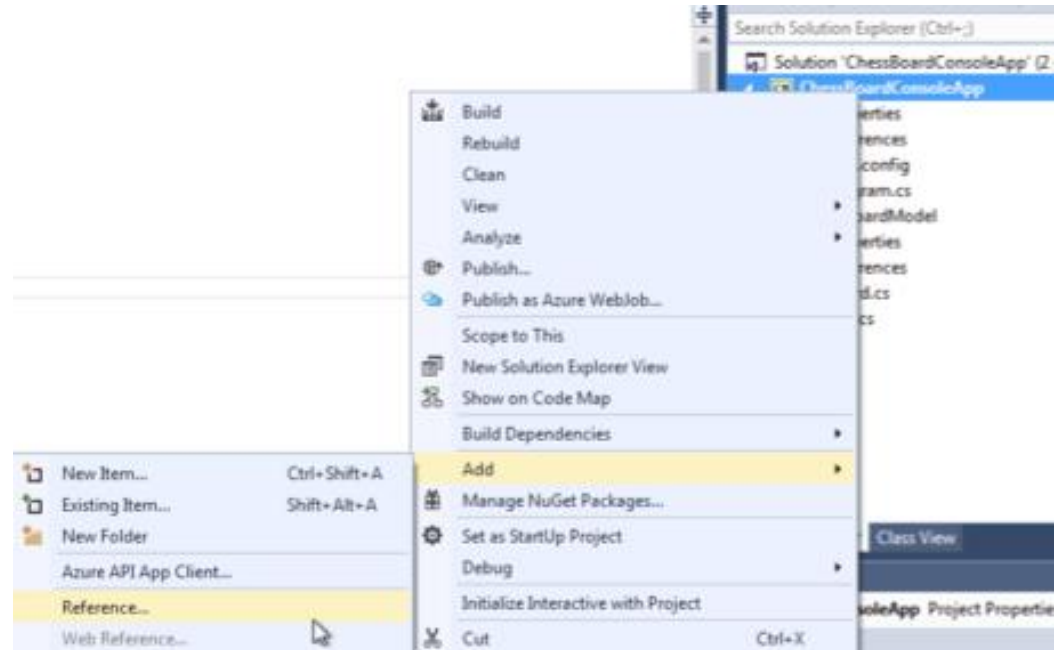 Search Solution Explorer (Ctrl+;)
Solution 'ChessBoardConsoleApp' (2
ChessBoardConsoleApp
erties
rences
.config
ram.cs
ardModel
erties
rences
d.cs
cs
Build
Rebuild
Clean
View
Analyze
Publish...
Publish as Azure WebJob...
Scope to This
New Solution Explorer View
Show on Code Map
Build Dependencies
Add
Manage NuGet Packages...
Set as StartUp Project
Debug
Initialize Interactive with Project
Cut Ctrl+X
New Item... Ctrl+Shift+A
Existing Item... Shift+Alt+A
New Folder
Azure API App Client...
Reference...
Web Reference...
Class View
soleApp Project Propertie